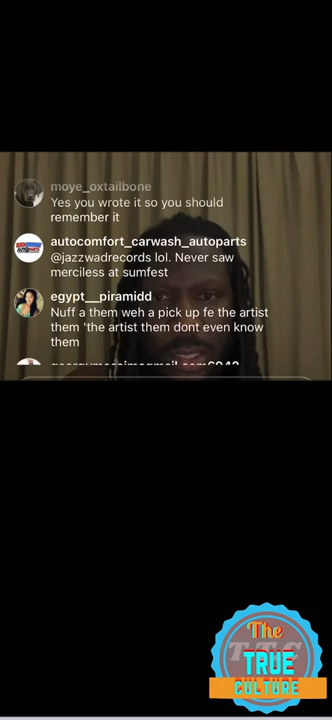 moye_oxtailbone
Yes you wrote it so you should
remember it
autocomfort_carwash_autoparts
@jazzwadrecords lol. Never saw
merciless at sumfest
egypt__piramidd
Nuff a them weh a pick up fe the artist
them 'the artist them dont even know
them
The
T.T.C
TRUE
CULTURE